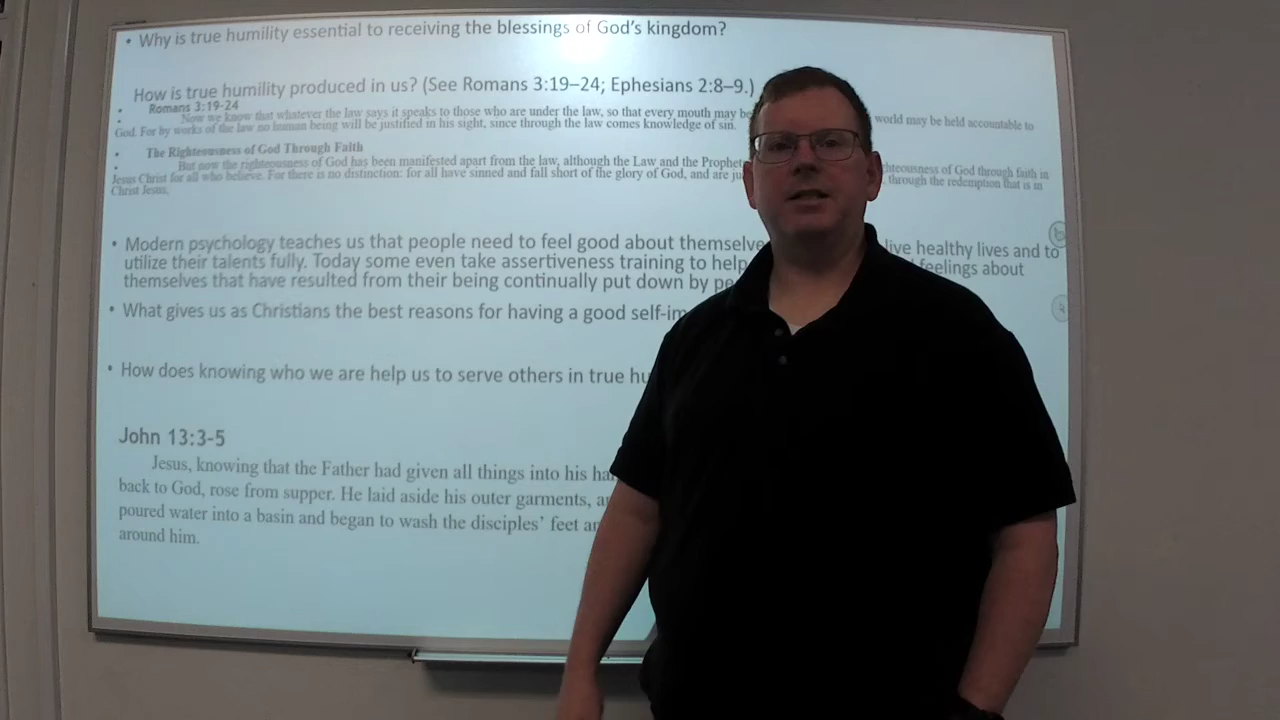 • Why is true humility essential to receiving the blessings of God's kingdom?
How is true humility produced in us? (See Romans 3:19–24; Ephesians 2:8–9.)
• Romans 3:19-24
• Now we know that whatever the law says it speaks to those who are under the law, so that every mouth may be world may be held accountable to
God. For by works of the law no human being will be justified in his sight, since through the law comes knowledge of sin.
• The Righteousness of God Through Faith
• But now the righteousness of God has been manifested apart from the law, although the Law and the Prophet hteousness of God through faith in
Jesus Christ for all who believe. For there is no distinction: for all have sinned and fall short of the glory of God, and are ju , through the redemption that is in
Christ Jesus,
• Modern psychology teaches us that people need to feel good about themselve live healthy lives and to
utilize their talents fully. Today some even take assertiveness training to help feelings about
themselves that have resulted from their being continually put down by pe
• What gives us as Christians the best reasons for having a good self-im
• How does knowing who we are help us to serve others in true hu
John 13:3-5
Jesus, knowing that the Father had given all things into his ha
back to God, rose from supper. He laid aside his outer garments, a
poured water into a basin and began to wash the disciples' feet an
around him.